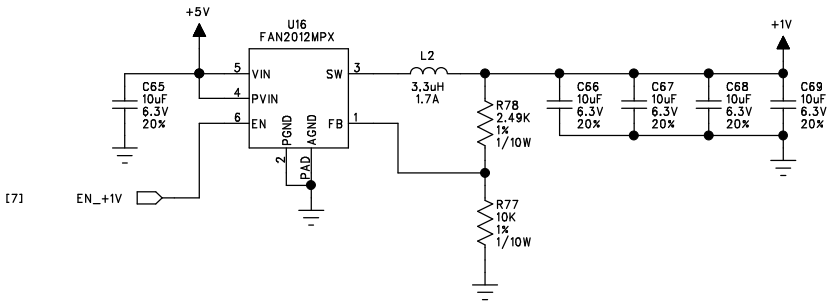 +5V
U16
FAN2012MPX
5
VIN
4
PVIN
6
EN
SW
3
FB
1
PGND
2
AGND
PAD
C65
10uF
6.3V
20%
L2
3.3uH
1.7A
R78
2.49K
1%
1/10W
R77
10K
1%
1/10W
C66
10uF
6.3V
20%
C67
10uF
6.3V
20%
C68
10uF
6.3V
20%
C69
10uF
6.3V
20%
+1V
[7]
EN_+1V